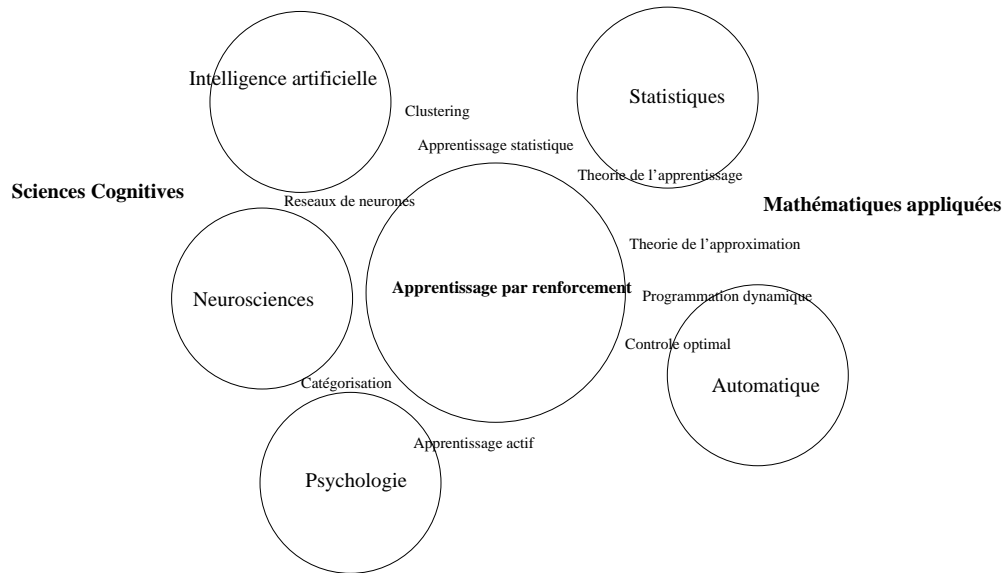 Intelligence artificielle
Statistiques
Clustering
Apprentissage statistique
Theorie de l'apprentissage
Sciences Cognitives
Reseaux de neurones
Mathématiques appliquées
Theorie de l'approximation
Neurosciences
Apprentissage par renforcement
Programmation dynamique
Controle optimal
Catégorisation
Automatique
Apprentissage actif
Psychologie